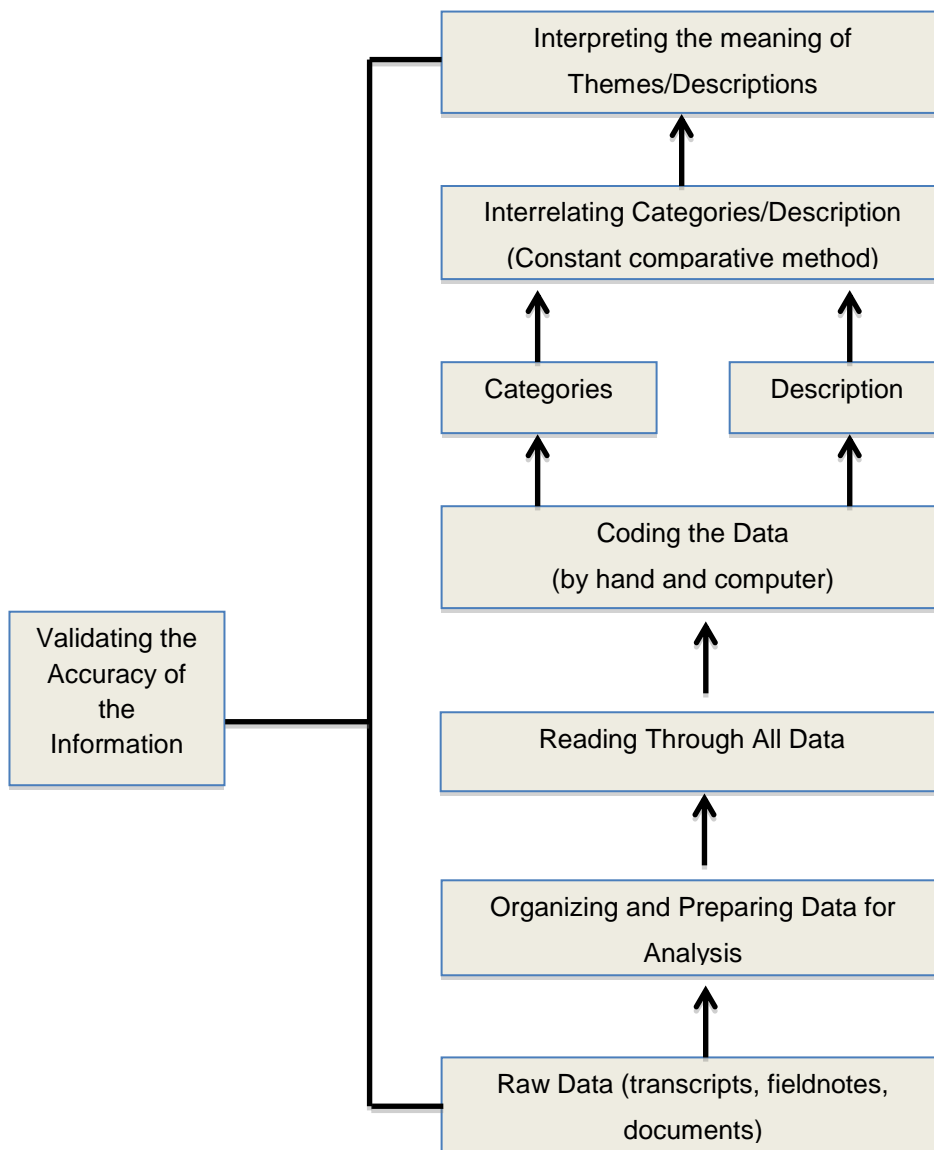 Interpreting the meaning of
Themes/Descriptions
Interrelating Categories/Description
(Constant comparative method)
Categories
Description
Coding the Data
(by hand and computer)
Validating the
Accuracy of
the
Information
Reading Through All Data
Organizing and Preparing Data for
Analysis
Raw Data (transcripts, fieldnotes,
documents)